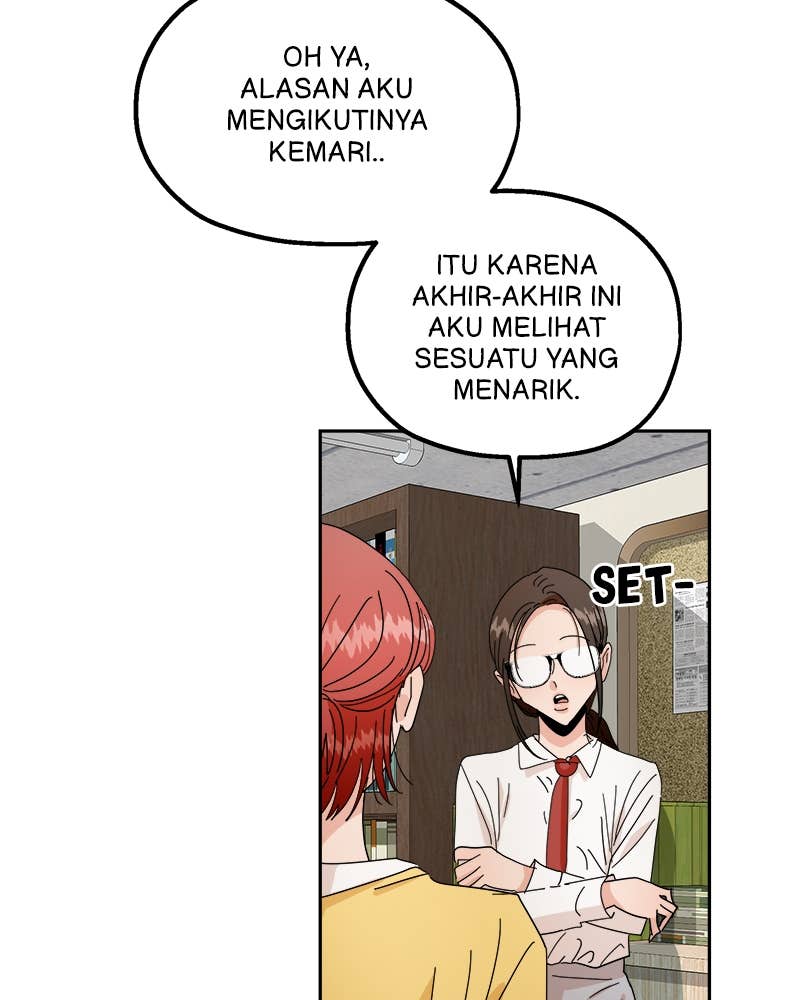 OH YA,
ALASAN AKU
MENGIKUTINYA
KEMARI..
ITU KARENA
AKHIR-AKHIR INI
AKU MELIHAT
SESUATU YANG
MENARIK.
SET-